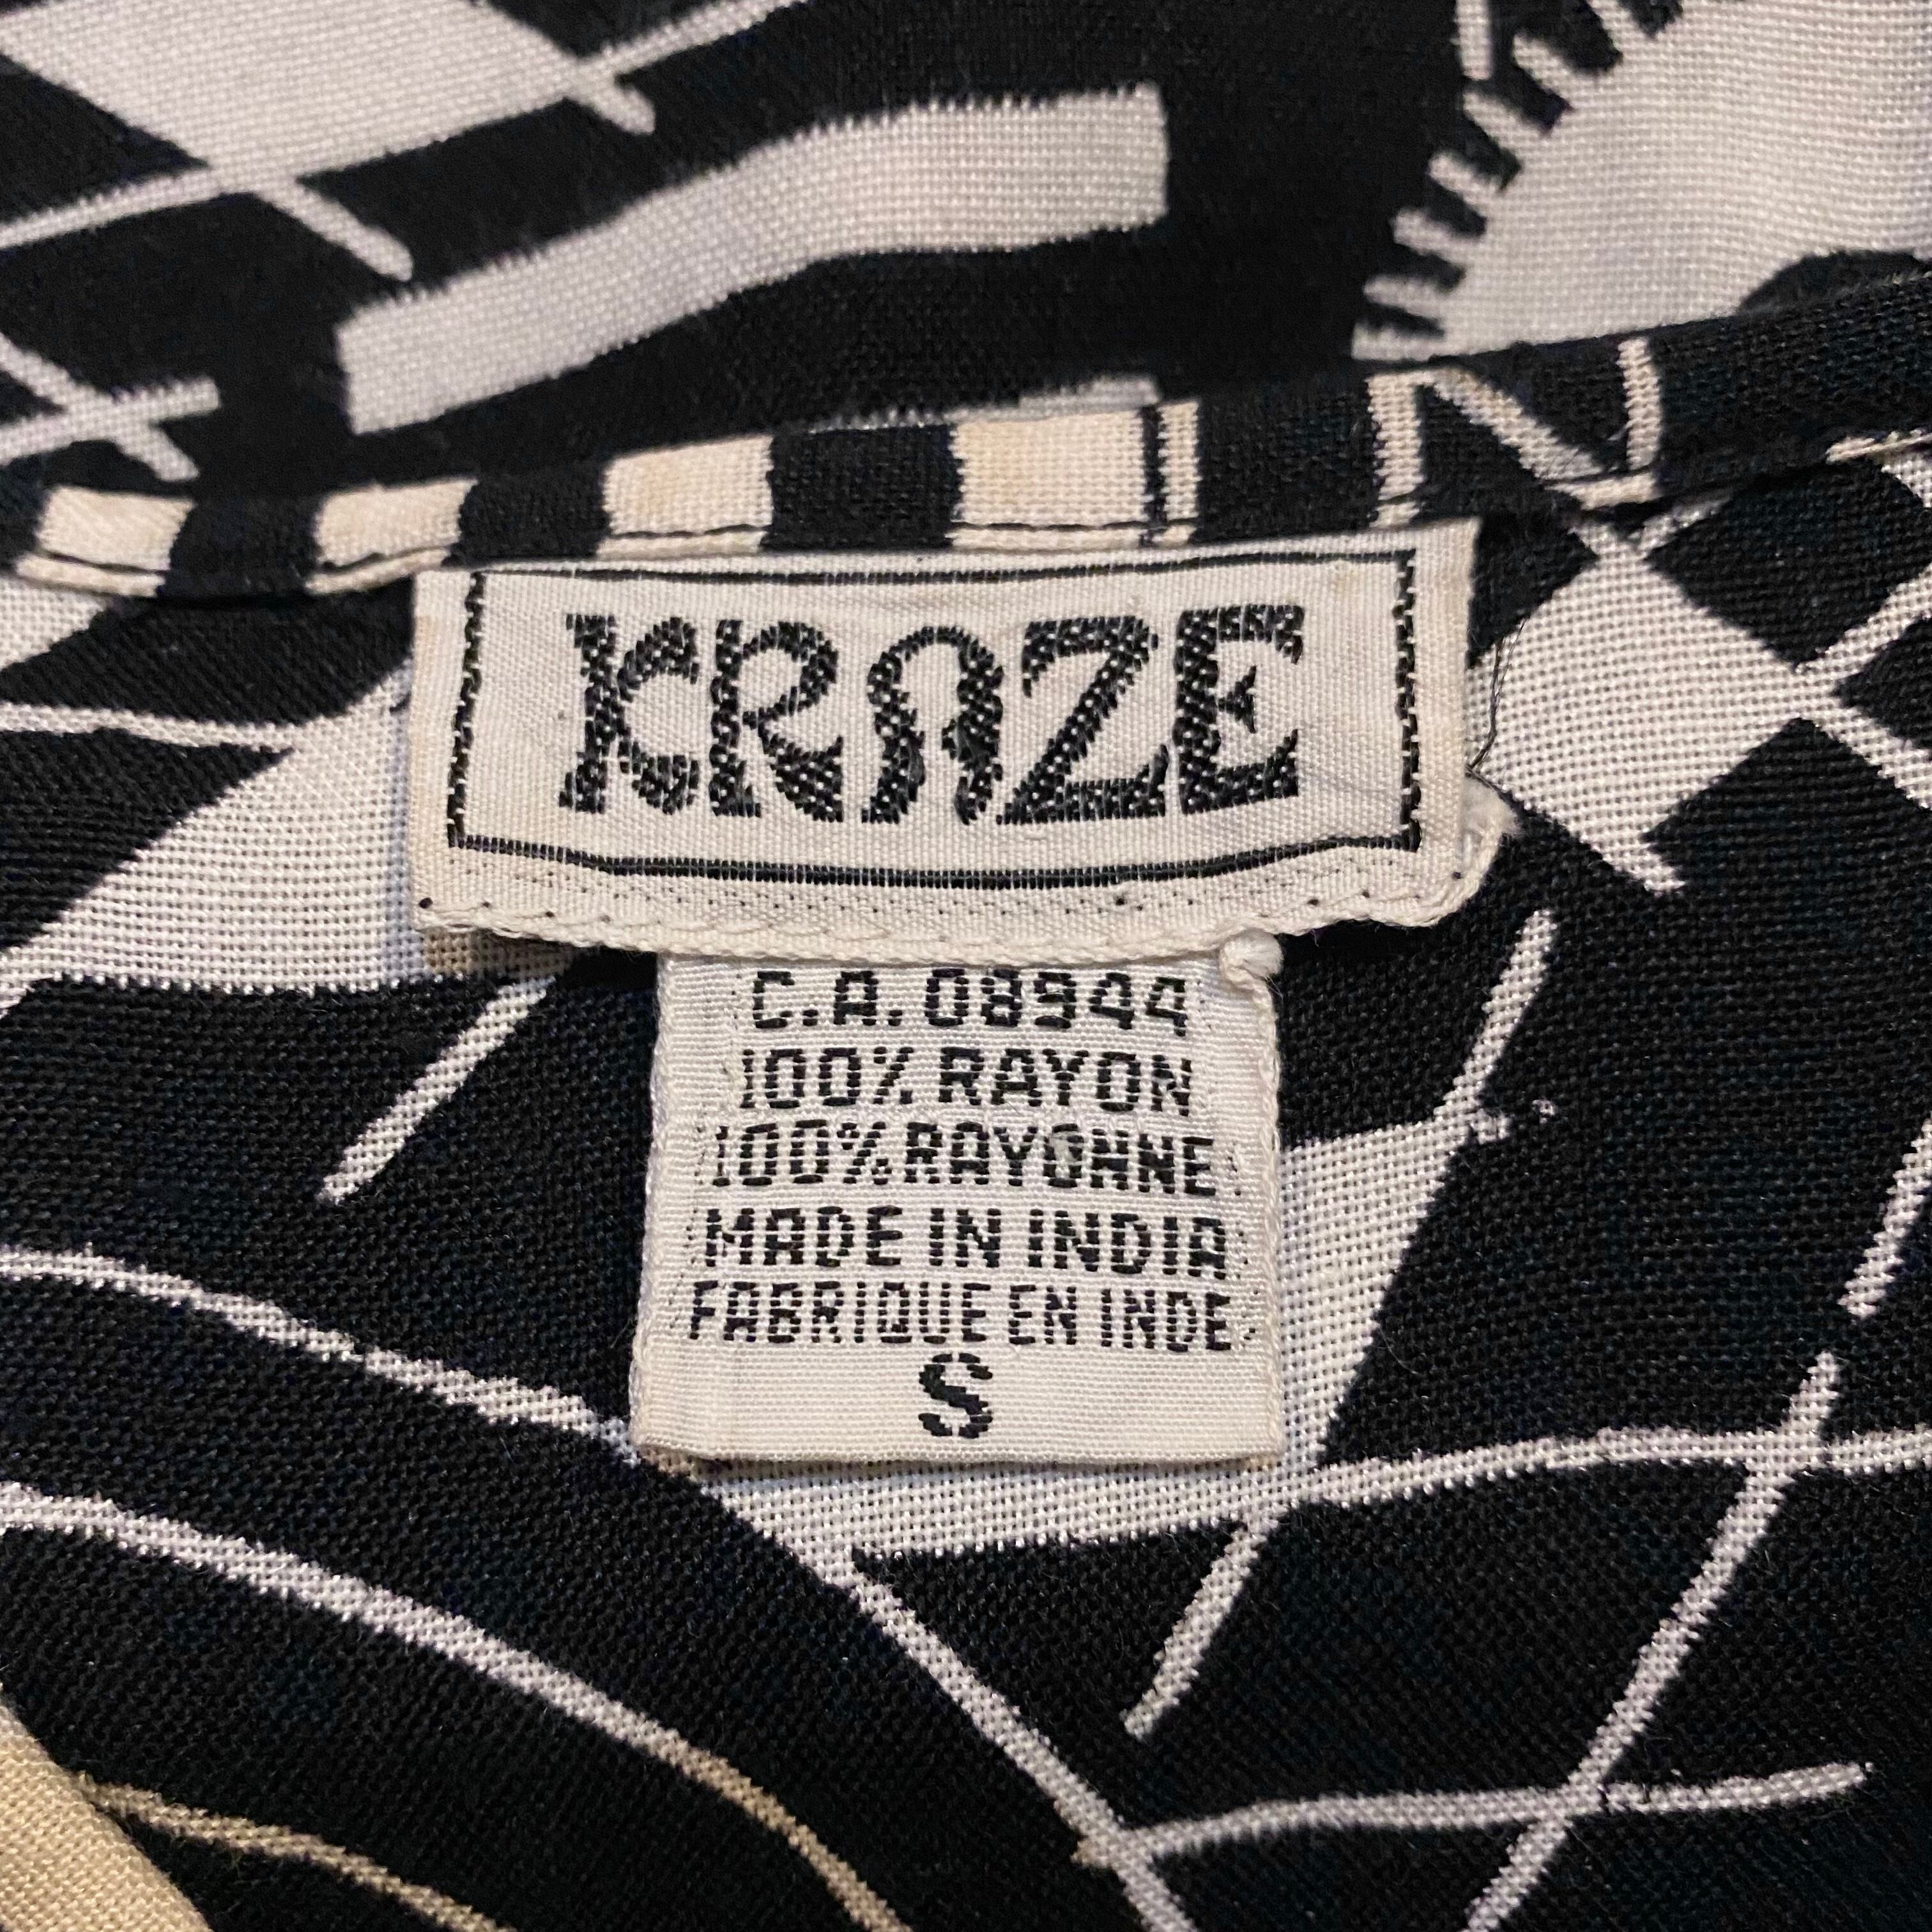 KRAZE
C.A. 08944
100% RAYON
100% RAYONNE
MADE IN INDIA
FABRIQUE EN INDE
S